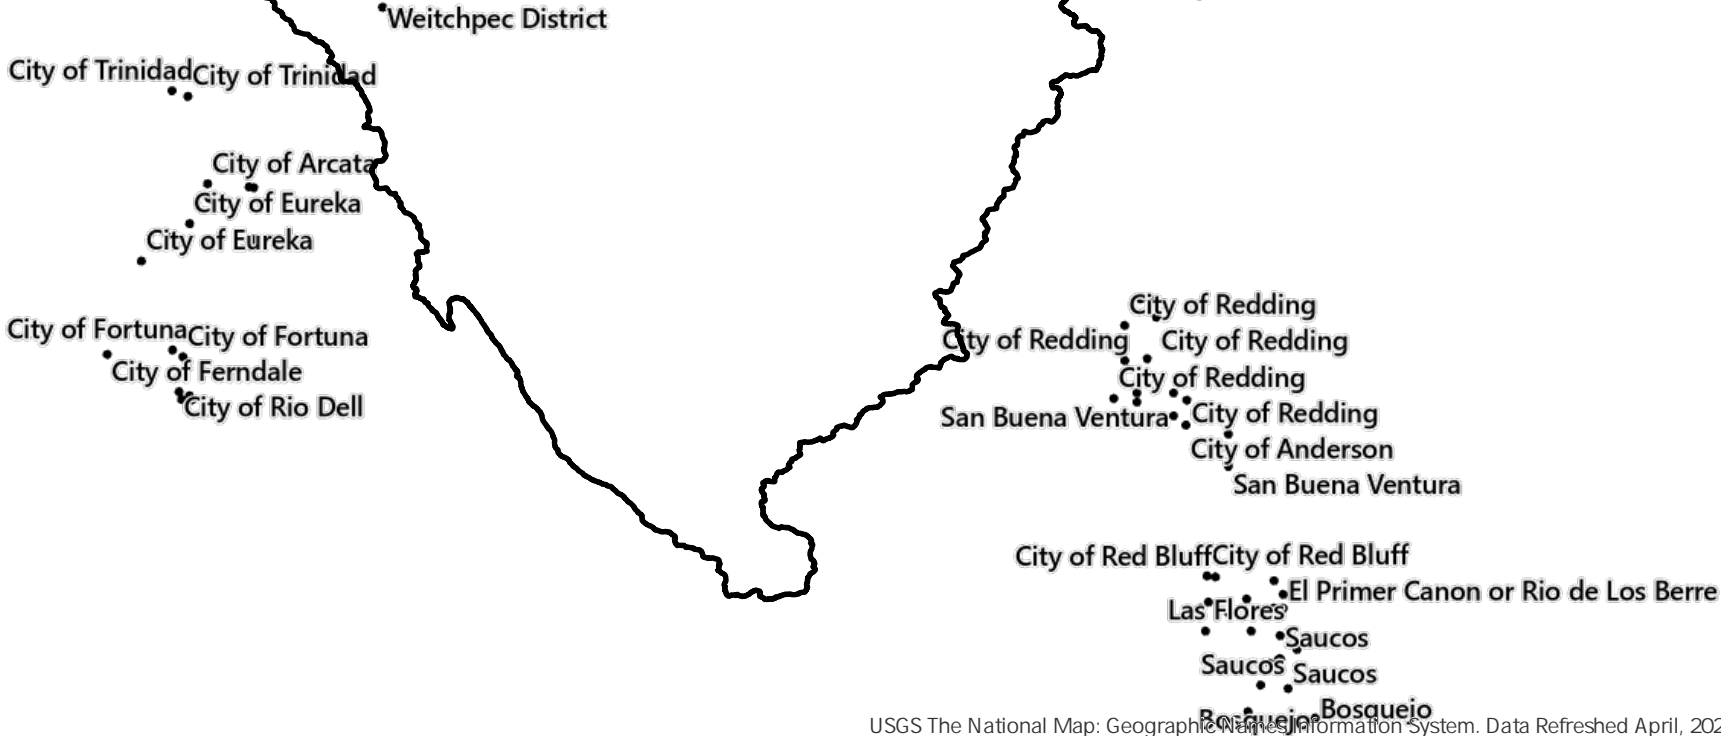 Weitchpec District
City of Trinidad
City of Trinidad
City of Arcata
City of Eureka
City of Eureka
City of Redding
City of Fortuna
City of Fortuna
City of Redding
City of Redding
City of Ferndale
City of Redding
City of Rio Dell
San Buena Ventura
City of Redding
City of Anderson
San Buena Ventura
City of Red Bluff
City of Red Bluff
El Primer Canon or Rio de Los Berre
Las Flores
Saucos
Saucos
Saucos
Bosquejo
Bosquejo
USGS The National Map: Geographic Names Information System. Data Refreshed April, 202